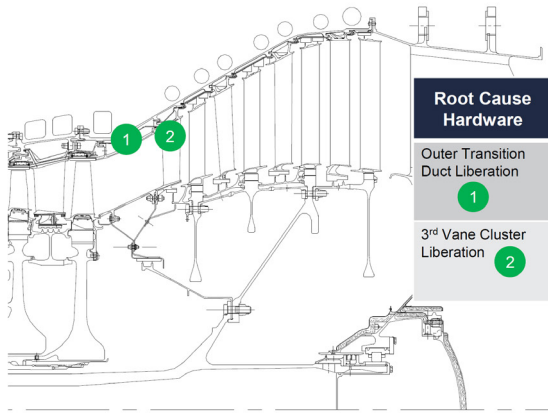 1
2
Root Cause
Hardware
Outer Transition
Duct Liberation
1
3rd Vane Cluster
Liberation
2